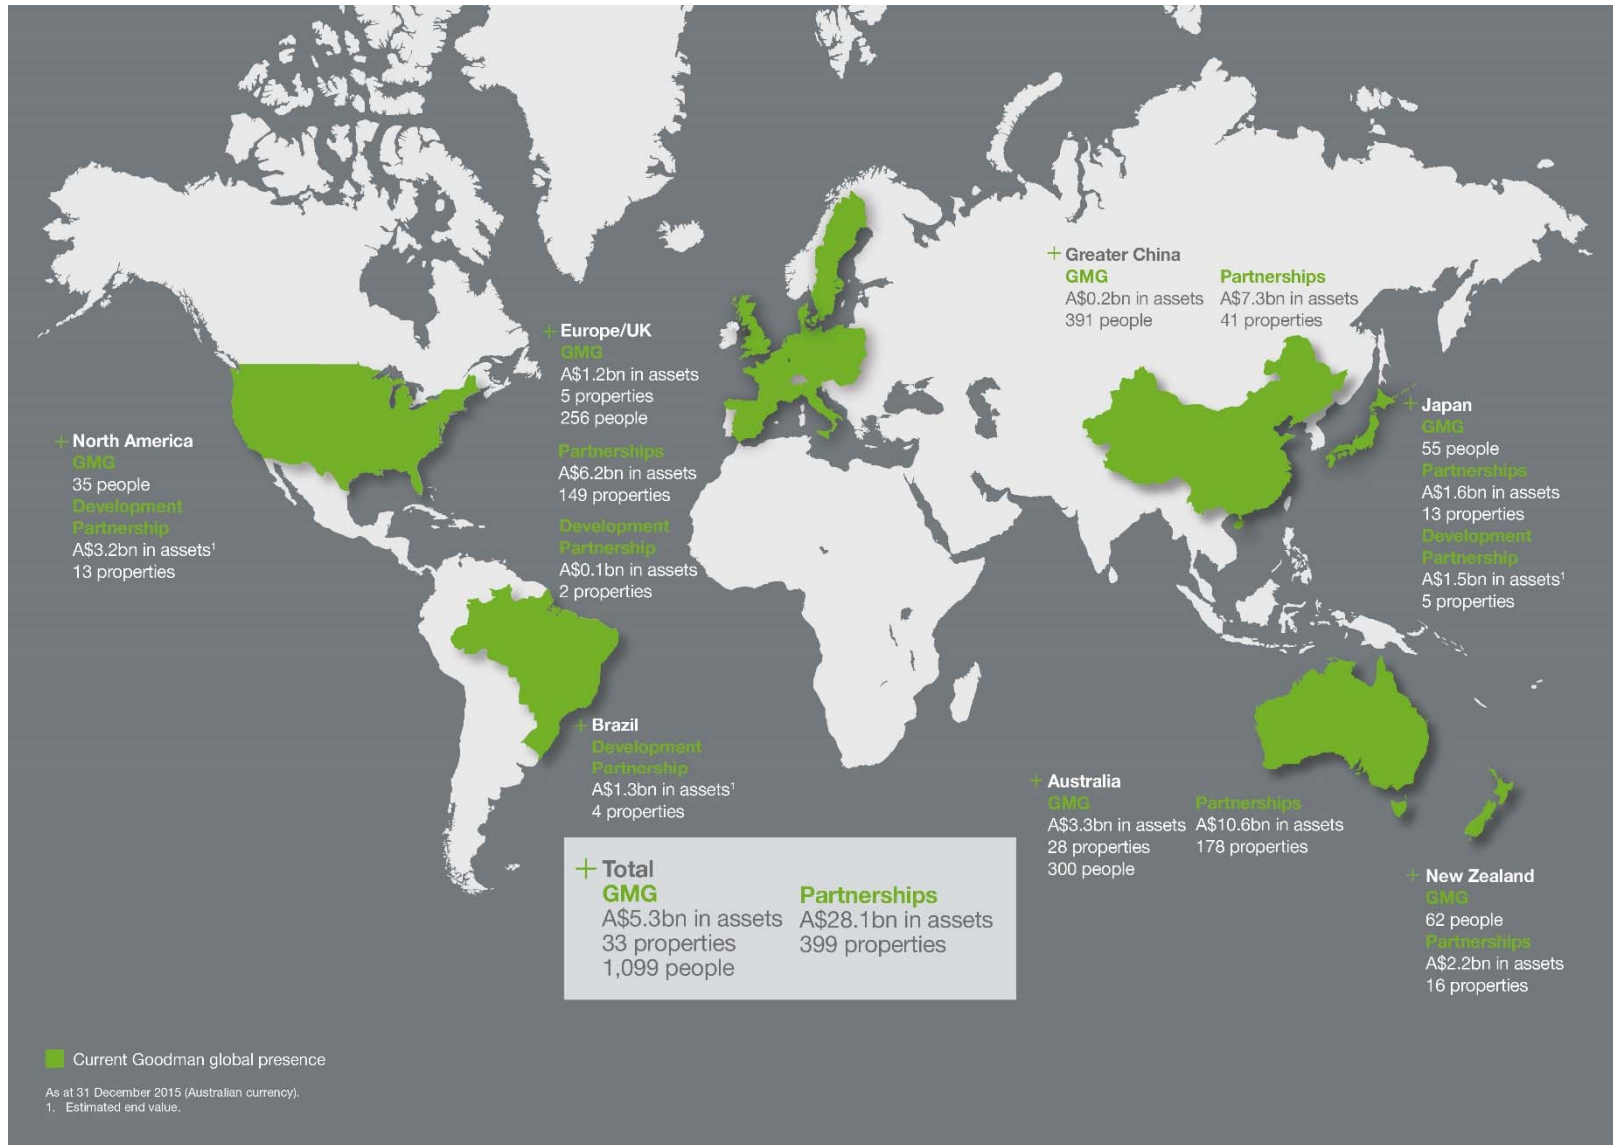 + Greater China
GMG
A$0.2bn in assets
391 people
Partnerships
A$7.3bn in assets
41 properties
+ Europe/UK
GMG
A$1.2bn in assets
5 properties
256 people
Partnerships
A$6.2bn in assets
149 properties
Development
Partnership
A$0.1bn in assets
2 properties
+ Japan
GMG
55 people
Partnerships
A$1.6bn in assets
13 properties
Development
Partnership
A$1.5bn in assets¹
5 properties
+ North America
GMG
35 people
Development
Partnership
A$3.2bn in assets¹
13 properties
+ Brazil
Development
Partnership
A$1.3bn in assets¹
4 properties
+ Australia
GMG
A$3.3bn in assets
28 properties
300 people
Partnerships
A$10.6bn in assets
178 properties
+ Total
GMG
A$5.3bn in assets
33 properties
1,099 people
Partnerships
A$28.1bn in assets
399 properties
+ New Zealand
GMG
62 people
Partnerships
A$2.2bn in assets
16 properties
Current Goodman global presence
As at 31 December 2015 (Australian currency).
1. Estimated end value.